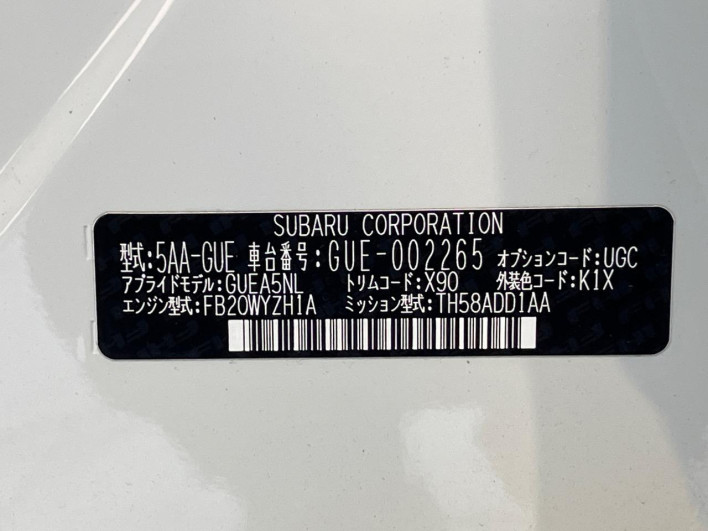 SUBARU CORPORATION
型式:5AA-GUE 車台番号:GUE-002265 オプションコード:UGC
アプライドモデル:GUEA5NL トリムコード:X90 外装色コード:K1X
エンジン型式:FB20WYZH1A ミッション型式:TH58ADD1AA